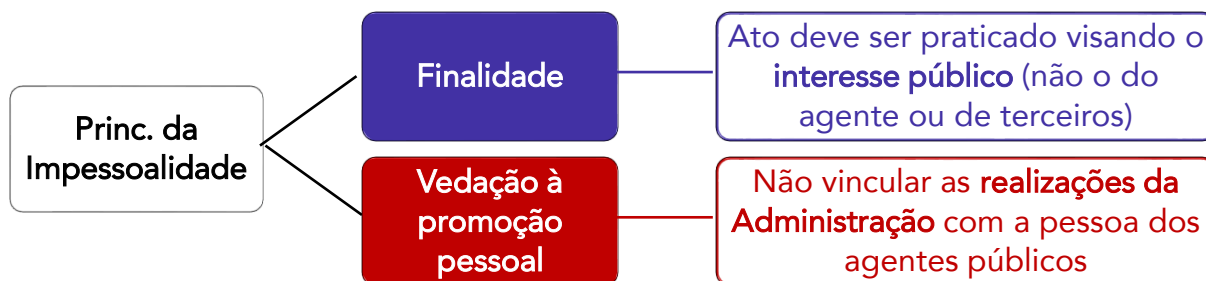 Princ. da
Impessoalidade
Finalidade
Ato deve ser praticado visando o
interesse público (não o do
agente ou de terceiros)
Vedação à
promoção
pessoal
Não vincular as realizações da
Administração com a pessoa dos
agentes públicos